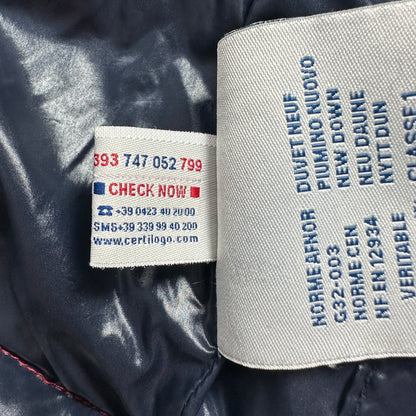 393 747 052 799
CHECK NOW
☎+39 0423 40 20 00
SMS+39 339 99 40 200
www.certilogo.com
DUVET NEUF
PIUMINO NUOVO
NEW DOWN
NEU DAUNE
NYTT DUN
CLASSE 1
NORME AFNOR
G32-003
NORME CEN
NF EN 12934
VERITABLE